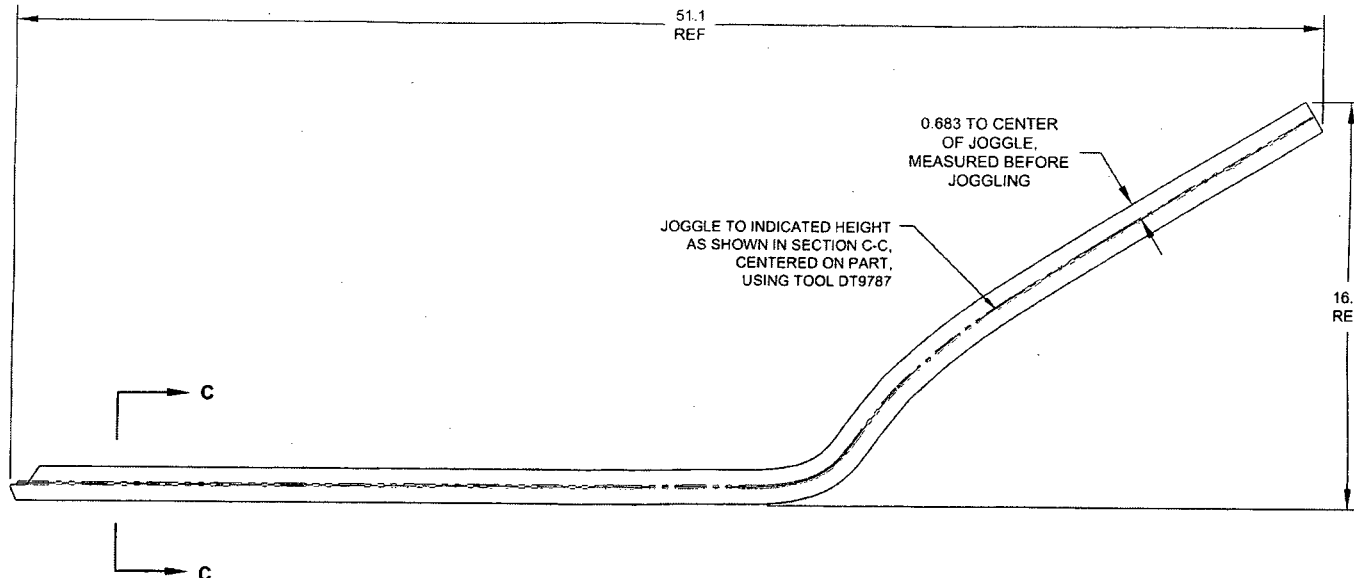 51.1
REF
0.683 TO CENTER
OF JOGGLE,
MEASURED BEFORE
JOGGLING
JOGGLE TO INDICATED HEIGHT
AS SHOWN IN SECTION C-C,
CENTERED ON PART,
USING TOOL DT9787
16.
RE
C
C